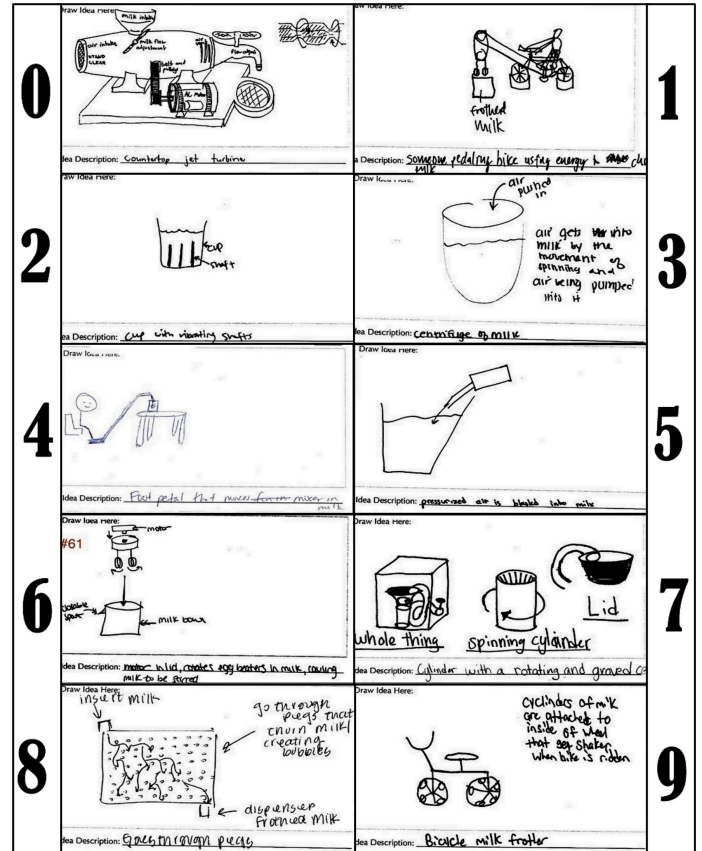 0
Draw Idea Here:
milk intake
air intake
STAND
CLEAR
milk flow
adjustment
belt and
pulley
AC Motor
Idea Description: Countertop jet turbine
1
Draw Idea Here:
frothed
Milk
Idea Description: Someone pedaling bike using energy to
milk
2
Draw Idea Here:
cup
shaft
Idea Description: Cup with vibrating shafts
3
Draw Idea Here:
air
pushed
in
air gets into
milk by the
movement of
spinning and
air being pumped
into it
Idea Description: centrifuge of milk
4
Draw Idea Here:
Idea Description: Foot petal that moves mixer in
milk
5
Draw Idea Here:
Idea Description: pressurized air is blasted into milk
6
Draw Idea Here:
#61
motor
milk bowl
Idea Description: motor in lid, rotates egg beaters in milk, causing
milk to be stirred
7
Draw Idea Here:
whole thing
spinning cylinder
Lid
Idea Description: Cylinder with a rotating and
8
Draw Idea Here:
insert milk
go through
pegs that
churn milk/
creating
bubbles
frothed milk
Idea Description: Goes through pegs
9
Draw Idea Here:
Cyclindes of milk
are attached to
inside of wheel
that get shaken
when bike is ridden
Idea Description: Bicycle milk frother